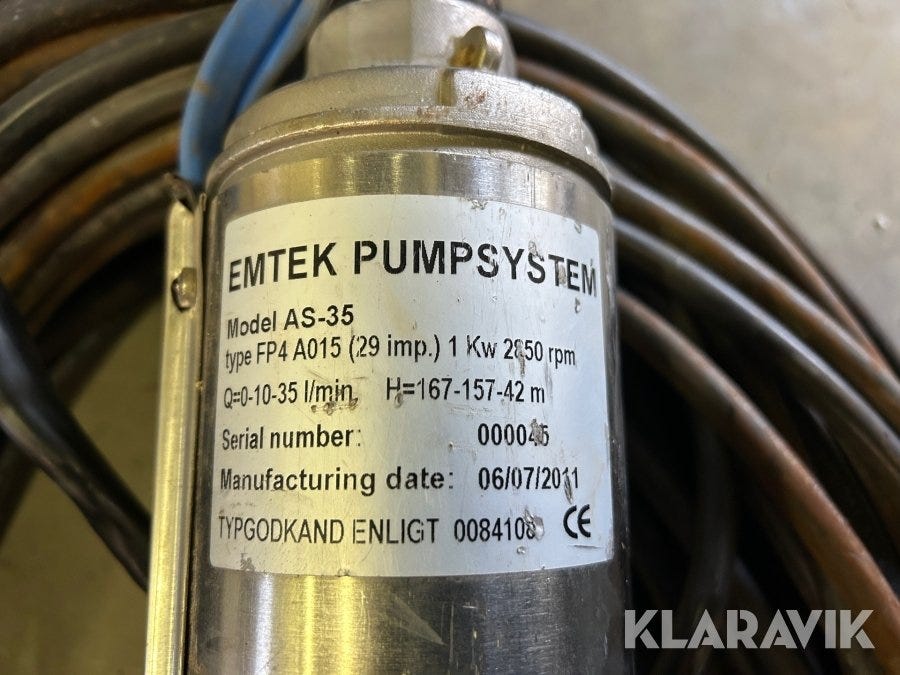 EMTEK PUMPSYSTEM
Model AS-35
type FP4 A015 (29 imp.) 1 Kw 2850 rpm
Q=0-10-35 l/min. H=167-157-42 m
Serial number: 000045
Manufacturing date: 06/07/2011
TYPGODKAND ENLIGT 0084108 CE
KLARAVIK